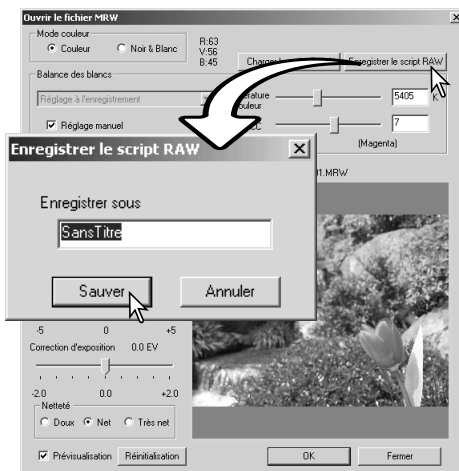 Ouvrir le fichier MRW
Mode couleur
Couleur
Noir & Blanc
R:63
V:56
B:45
Enregistrer le script RAW
Balance des blancs
Réglage à l'enregistrement
5405
K
Réglage manuel
7
(Magenta)
Enregistrer le script RAW
Enregistrer sous
SansTitre
Sauver
Annuler
-5 0 +5
Correction d'exposition 0.0 EV
-2.0 0.0 +2.0
Netteté
Doux Net Très net
Prévisualisation
Réinitialisation
OK
Fermer